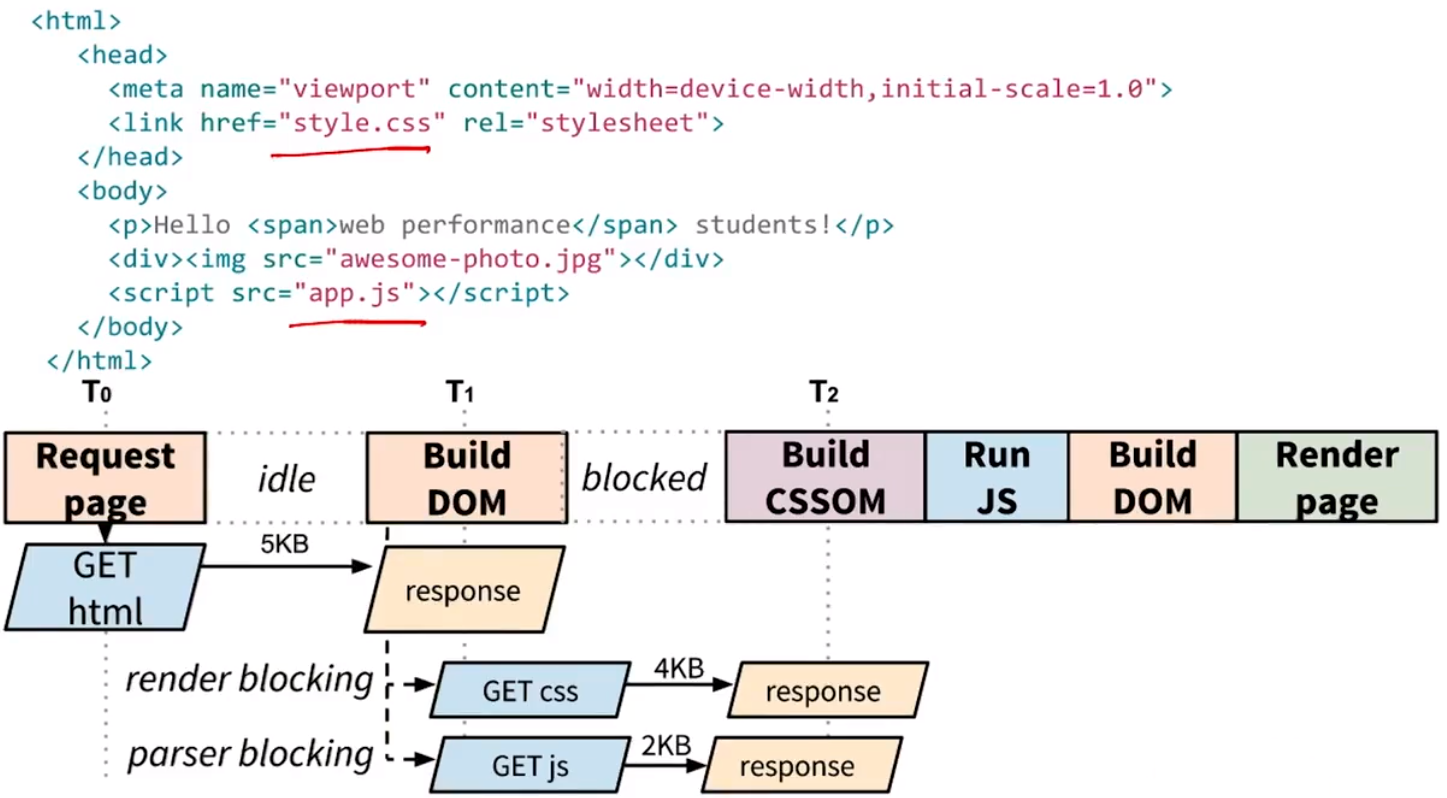 <html>
<head>
<meta name="viewport" content="width=device-width,initial-scale=1.0">
<link href="style.css" rel="stylesheet">
</head>
<body>
<p>Hello <span>web performance</span> students!</p>
<div><img src="awesome-photo.jpg"></div>
<script src="app.js"></script>
</body>
</html>
T0
T1
T2
Request
page
idle
Build
DOM
blocked
Build
CSSOM
Run
JS
Build
DOM
Render
page
GET
html
5KB
response
render blocking
GET css
4KB
response
parser blocking
GET js
2KB
response